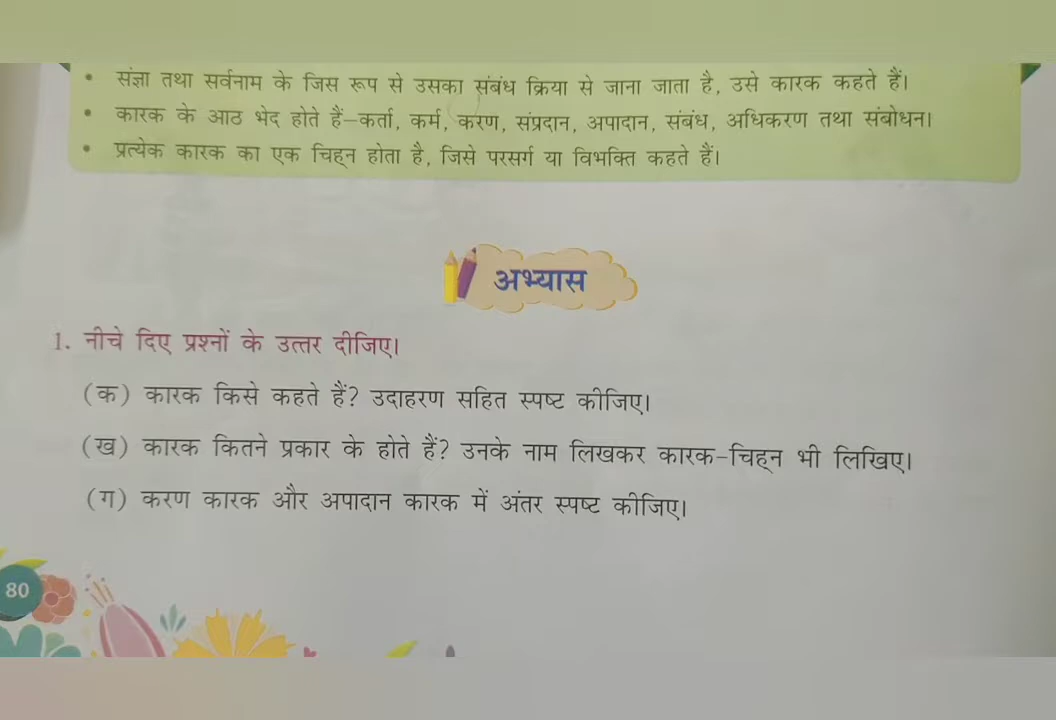 • संज्ञा तथा सर्वनाम के जिस रूप से उसका संबंध क्रिया से जाना जाता है, उसे कारक कहते हैं।
• कारक के आठ भेद होते हैं–कर्ता, कर्म, करण, संप्रदान, अपादान, संबंध, अधिकरण तथा संबोधन।
• प्रत्येक कारक का एक चिह्न होता है, जिसे परसर्ग या विभक्ति कहते हैं।
अभ्यास
1. नीचे दिए प्रश्नों के उत्तर दीजिए।
(क) कारक किसे कहते हैं? उदाहरण सहित स्पष्ट कीजिए।
(ख) कारक कितने प्रकार के होते हैं? उनके नाम लिखकर कारक-चिह्न भी लिखिए।
(ग) करण कारक और अपादान कारक में अंतर स्पष्ट कीजिए।
80